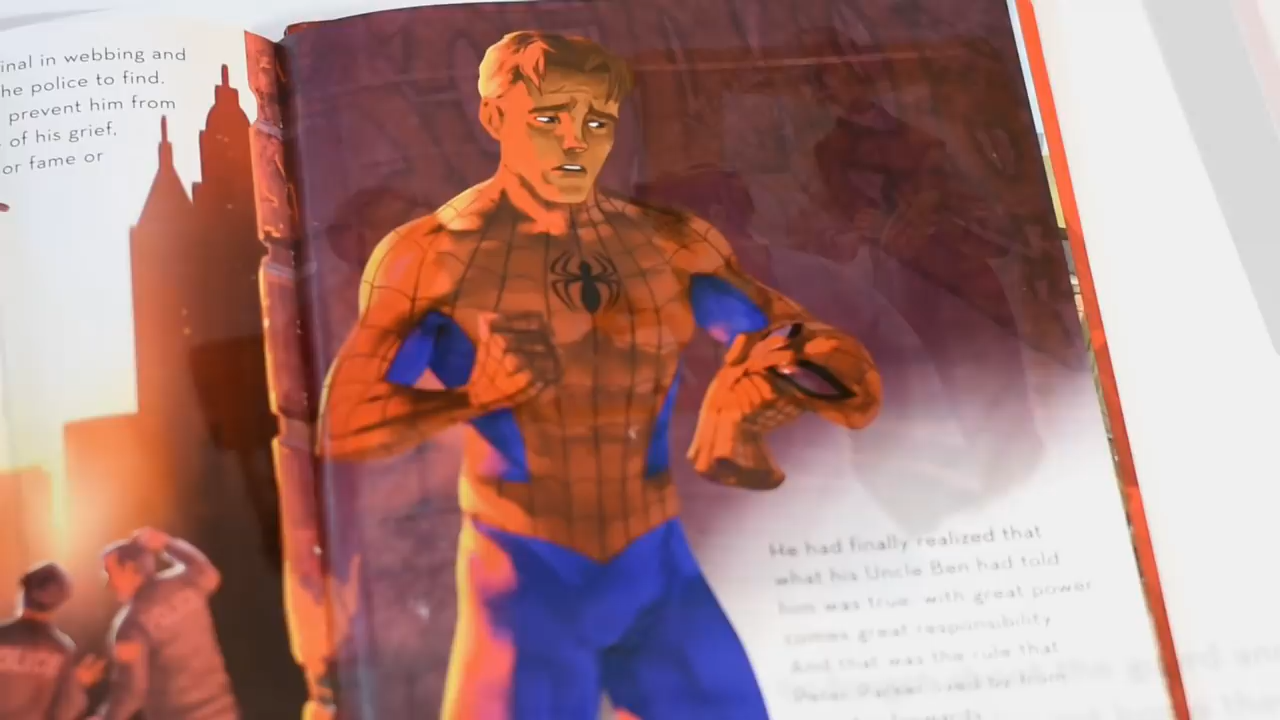 inal in webbing and
he police to find.
prevent him from
of his grief,
or fame or
POLICE
He had finally realized that
what his Uncle Ben had told
him was true: with great power
comes great responsibility
And that was the rule that
Peter Parker lived by from